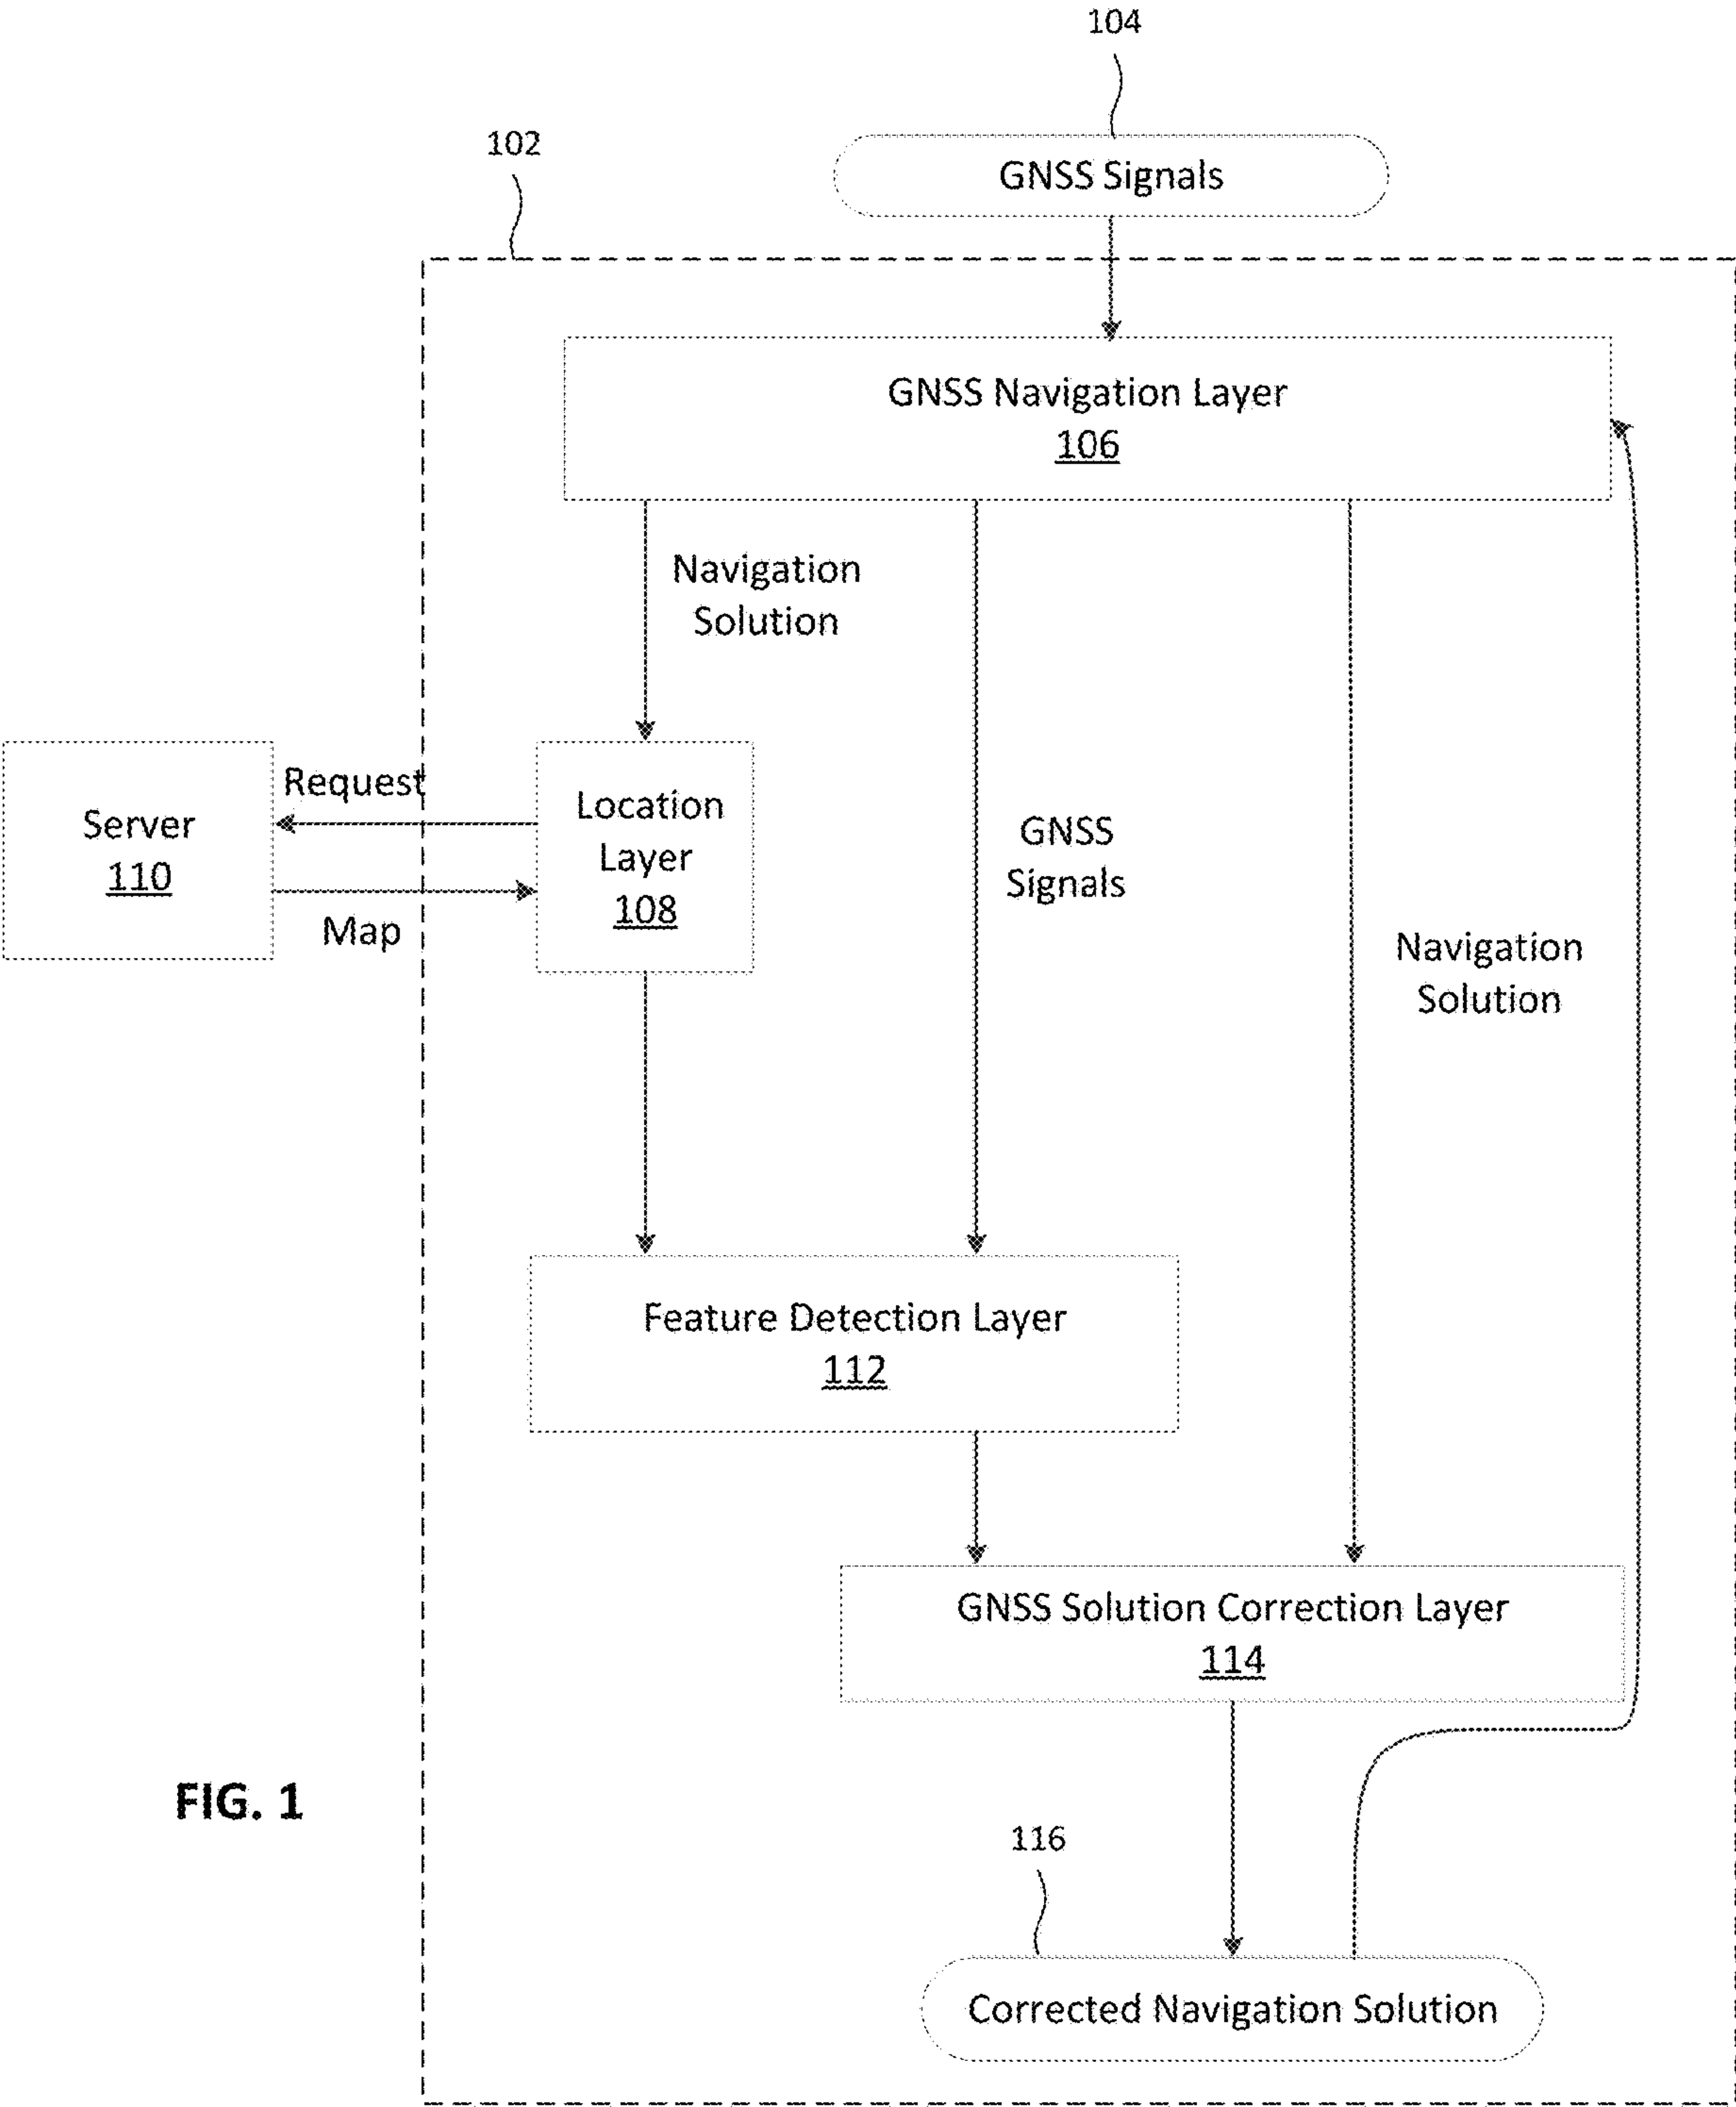 104
102
GNSS Signals
GNSS Navigation Layer
106
Navigation
Solution
Request
Server
110
Map
Location
Layer
108
GNSS
Signals
Navigation
Solution
Feature Detection Layer
112
GNSS Solution Correction Layer
114
FIG. 1
116
Corrected Navigation Solution